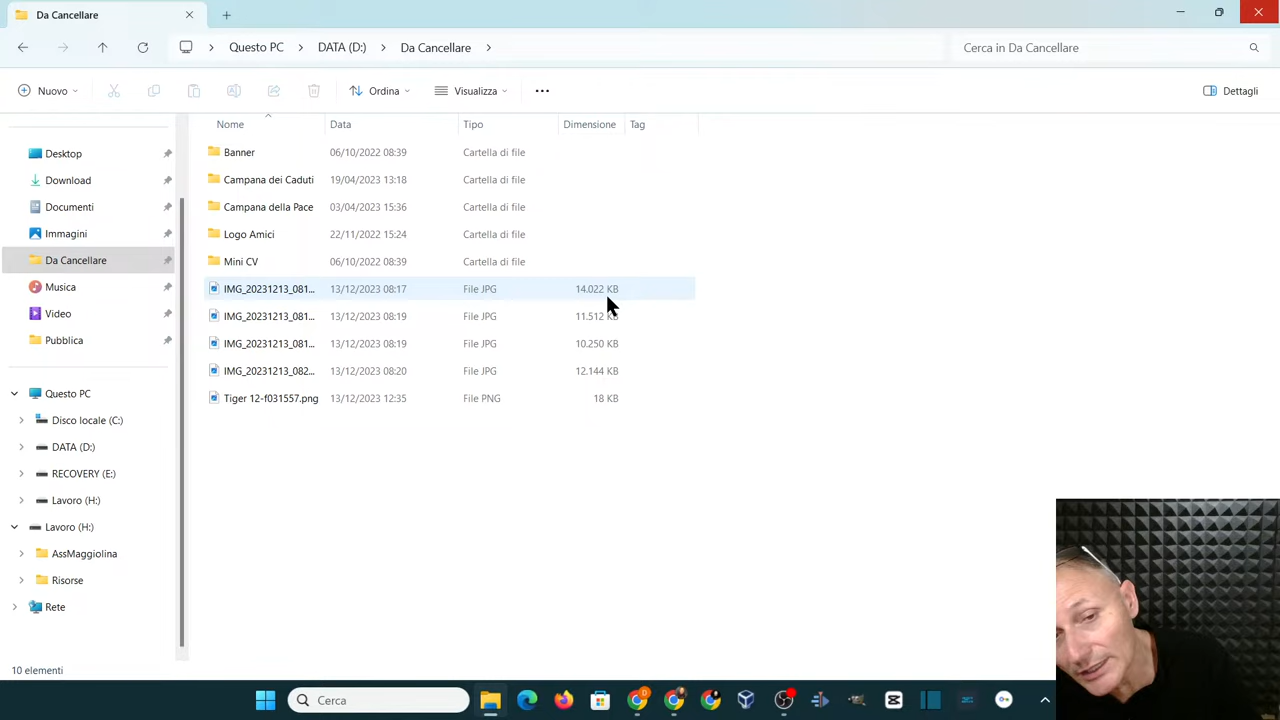 Da Cancellare
Questo PC DATA (D:) Da Cancellare
Cerca in Da Cancellare
Nuovo Ordina Visualizza Dettagli
Nome Data Tipo Dimensione Tag
Banner 06/10/2022 08:39 Cartella di file
Campana dei Caduti 19/04/2023 13:18 Cartella di file
Campana della Pace 03/04/2023 15:36 Cartella di file
Logo Amici 22/11/2022 15:24 Cartella di file
Mini CV 06/10/2022 08:39 Cartella di file
IMG_20231213_081... 13/12/2023 08:17 File JPG 14.022 KB
IMG_20231213_081... 13/12/2023 08:19 File JPG 11.512 KB
IMG_20231213_081... 13/12/2023 08:19 File JPG 10.250 KB
IMG_20231213_082... 13/12/2023 08:20 File JPG 12.144 KB
Tiger 12-f031557.png 13/12/2023 12:35 File PNG 18 KB
Desktop
Download
Documenti
Immagini
Da Cancellare
Musica
Video
Pubblica
Questo PC
Disco locale (C:)
DATA (D:)
RECOVERY (E:)
Lavoro (H:)
Lavoro (H:)
AssMaggiolina
Risorse
Rete
10 elementi
Cerca